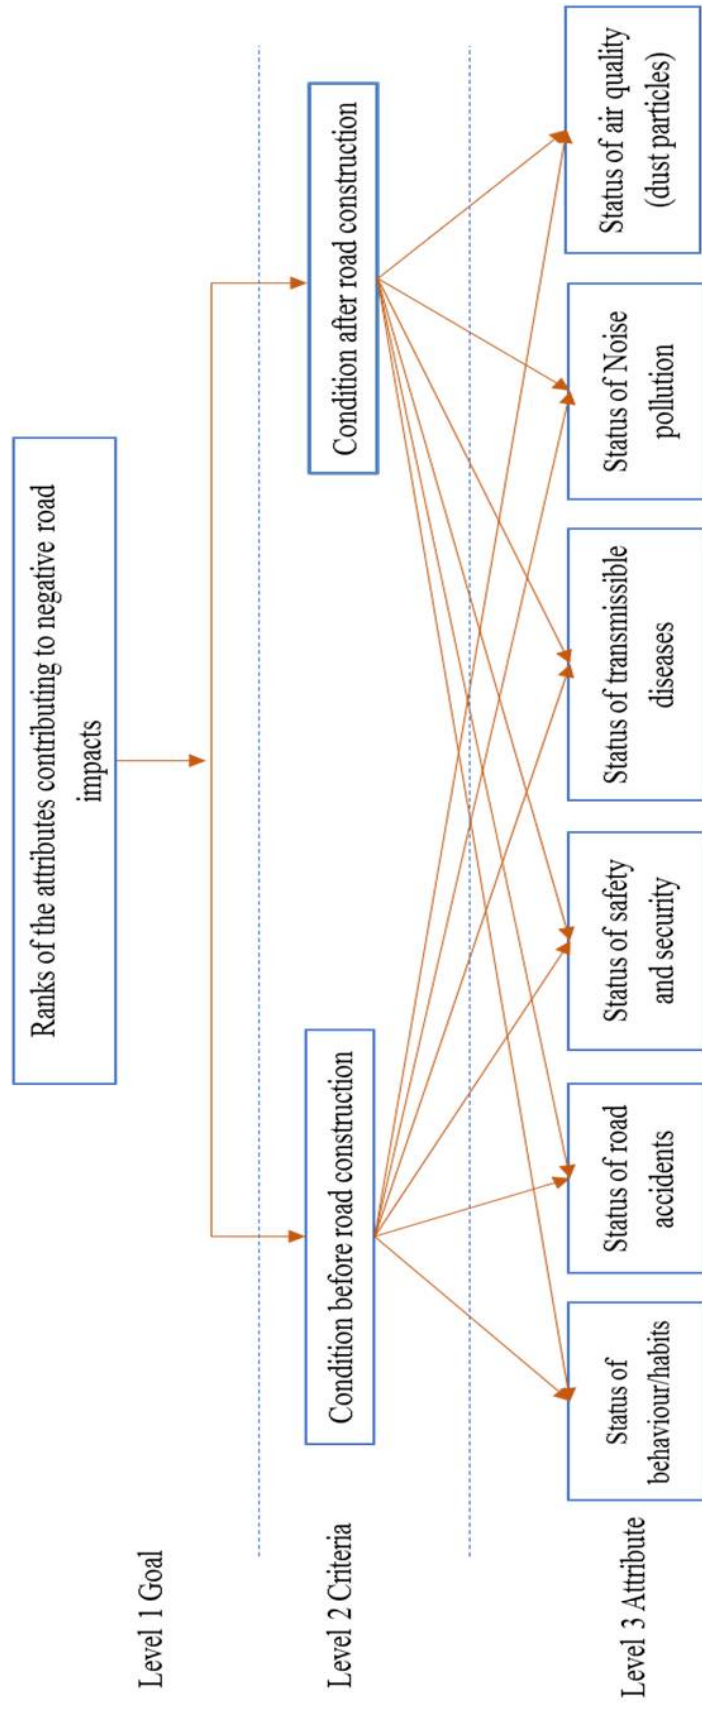 Ranks of the attributes contributing to negative road
impacts
Level 1 Goal
Level 2 Criteria
Condition before road construction
Condition after road construction
Level 3 Attribute
Status of
behaviour/habits
Status of road
accidents
Status of safety
and security
Status of transmissible
diseases
Status of Noise
pollution
Status of air quality
(dust particles)